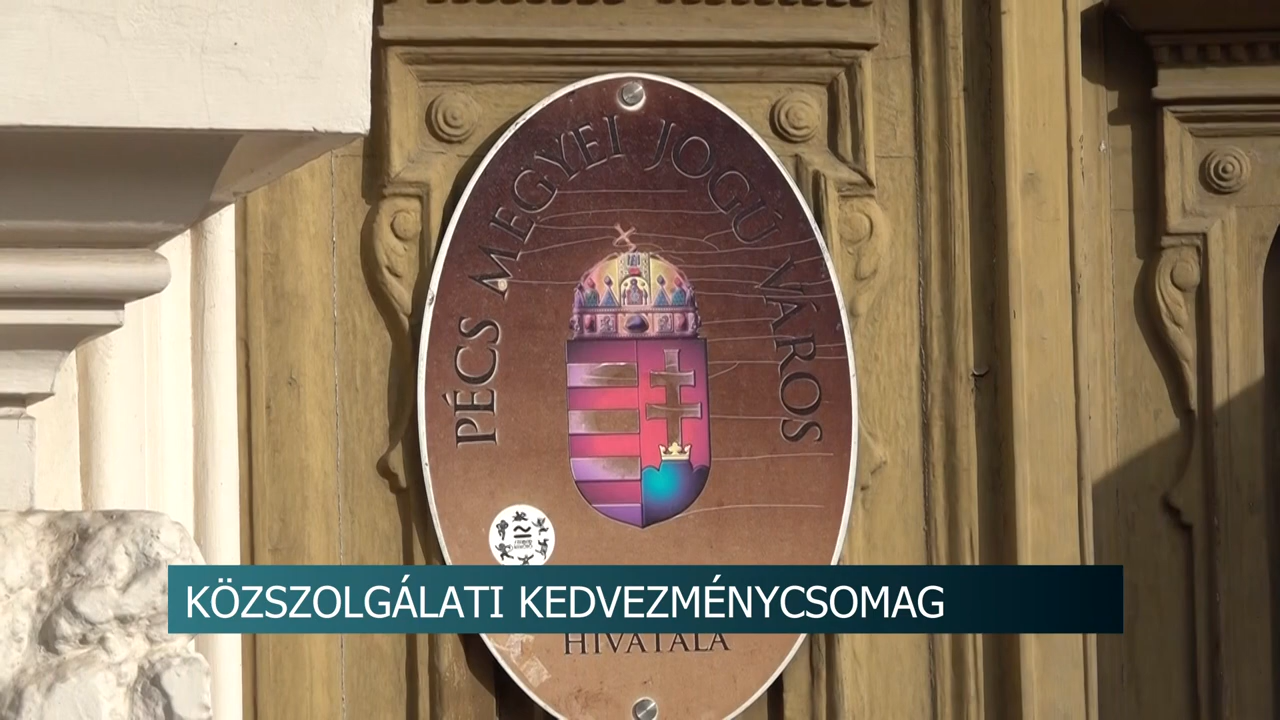 PÉCS MEGYEI JOGÚ VÁROS
KÖZSZOLGÁLATI KEDVEZMÉNYCSOMAG
HIVATALA